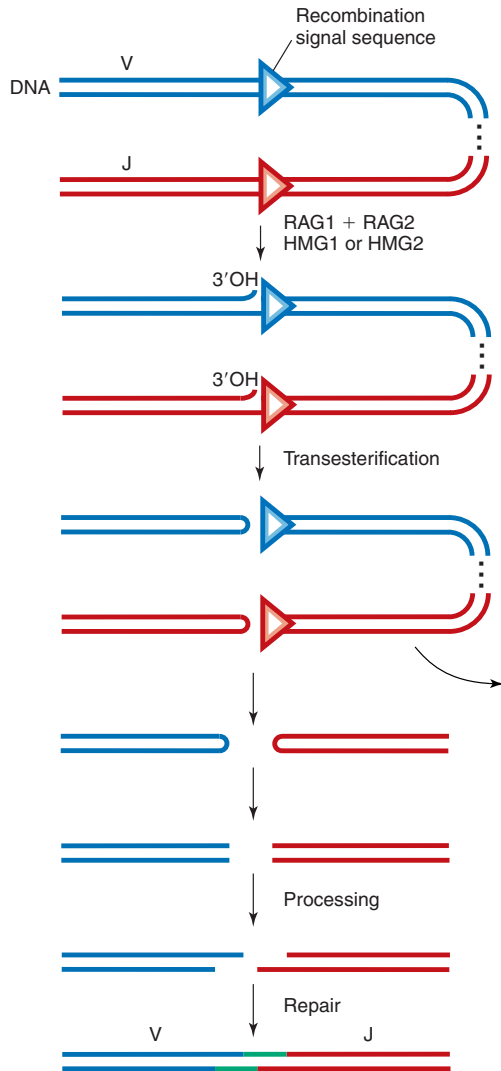 Recombination
signal sequence
V
DNA
J
RAG1 + RAG2
HMG1 or HMG2
3′OH
3′OH
Transesterification
Processing
Repair
V J